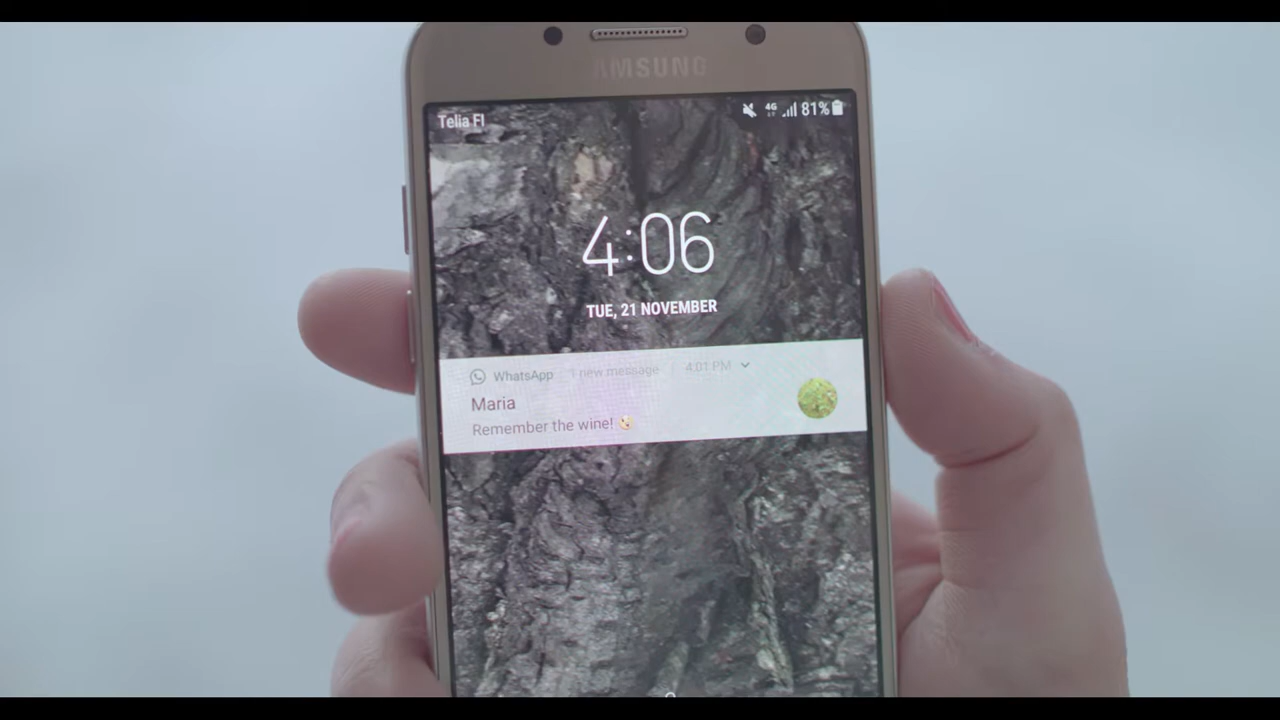 SAMSUNG
Telia FI
4G 81%
4:06
TUE, 21 NOVEMBER
WhatsApp 1 new message 4:01 PM
Maria
Remember the wine! 😉